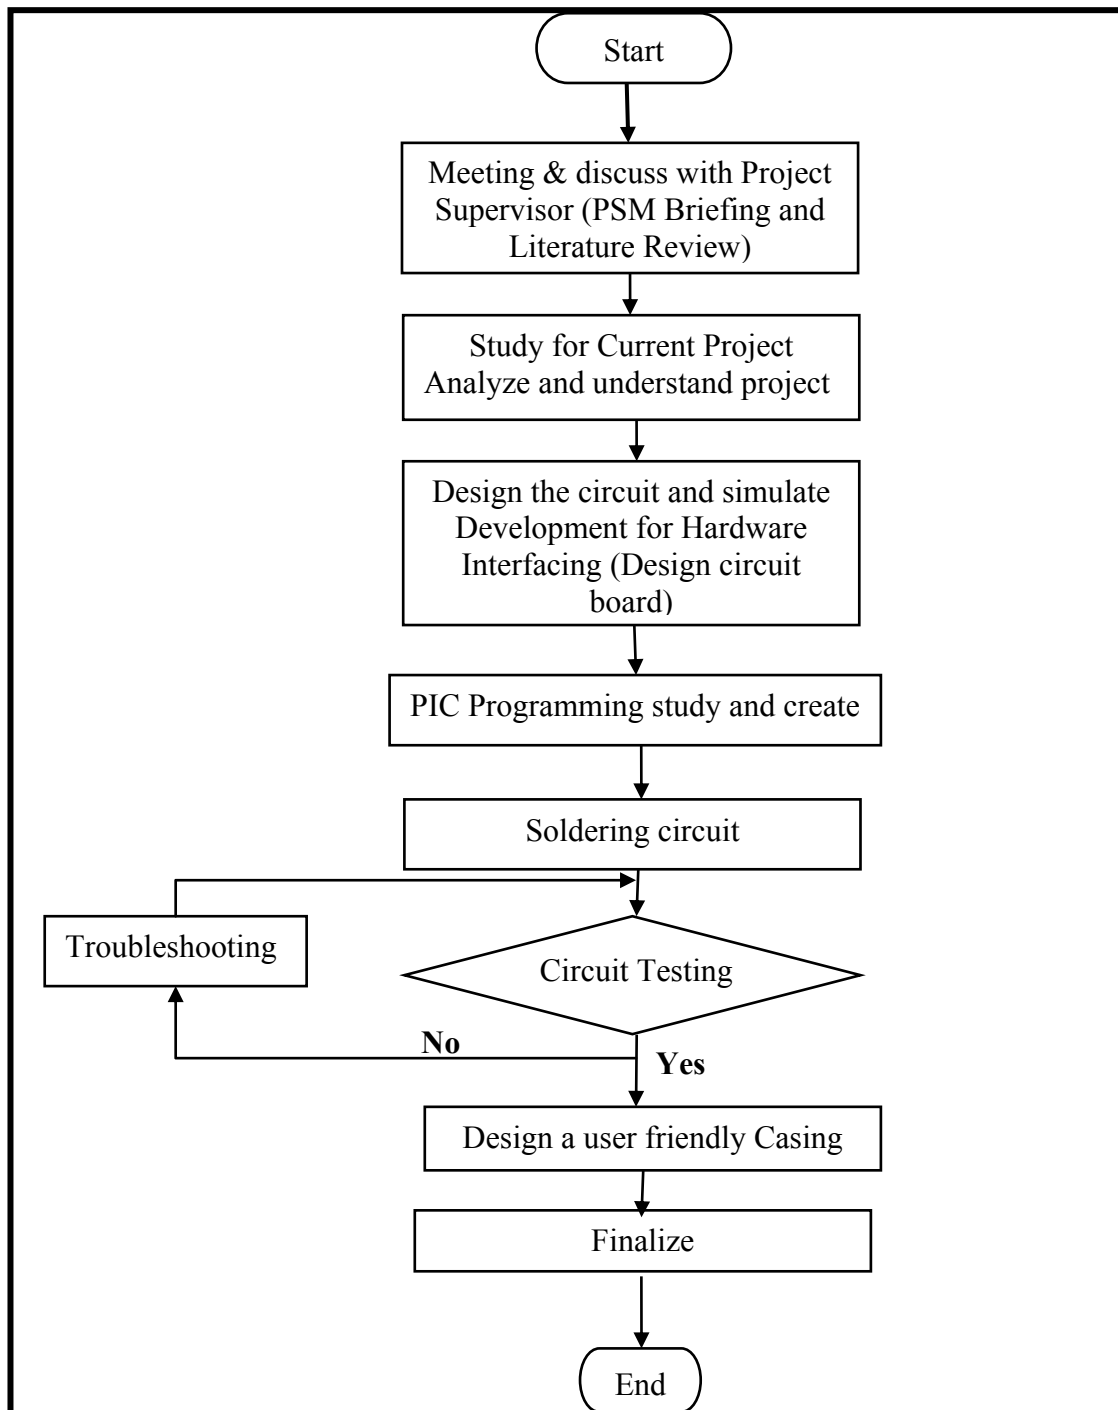 Start
Meeting & discuss with Project
Supervisor (PSM Briefing and
Literature Review)
Study for Current Project
Analyze and understand project
Design the circuit and simulate
Development for Hardware
Interfacing (Design circuit
board)
PIC Programming study and create
Soldering circuit
Troubleshooting
Circuit Testing
No
Yes
Design a user friendly Casing
Finalize
End